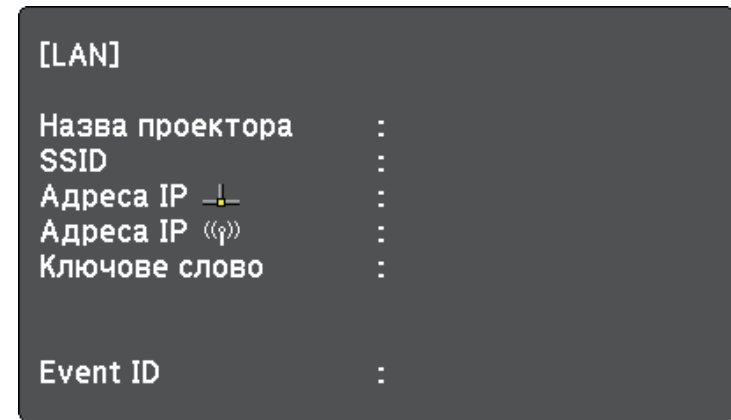 [LAN]
Назва проектора :
SSID :
Адреса IP :
Адреса IP :
Ключове слово :
Event ID :